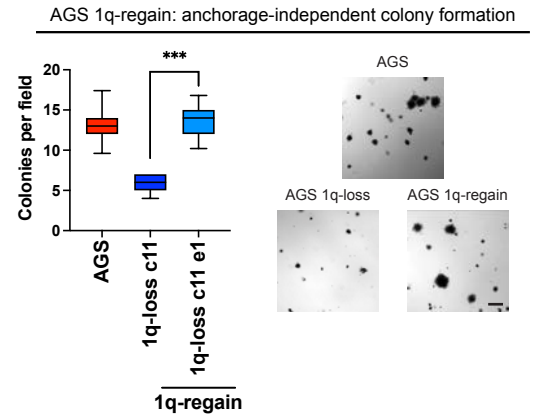 AGS 1q-regain: anchorage-independent colony formation
***
20
15
10
5
0
Colonies per field
AGS
1q-loss c11
1q-loss c11 e1
1q-regain
AGS
AGS 1q-loss
AGS 1q-regain